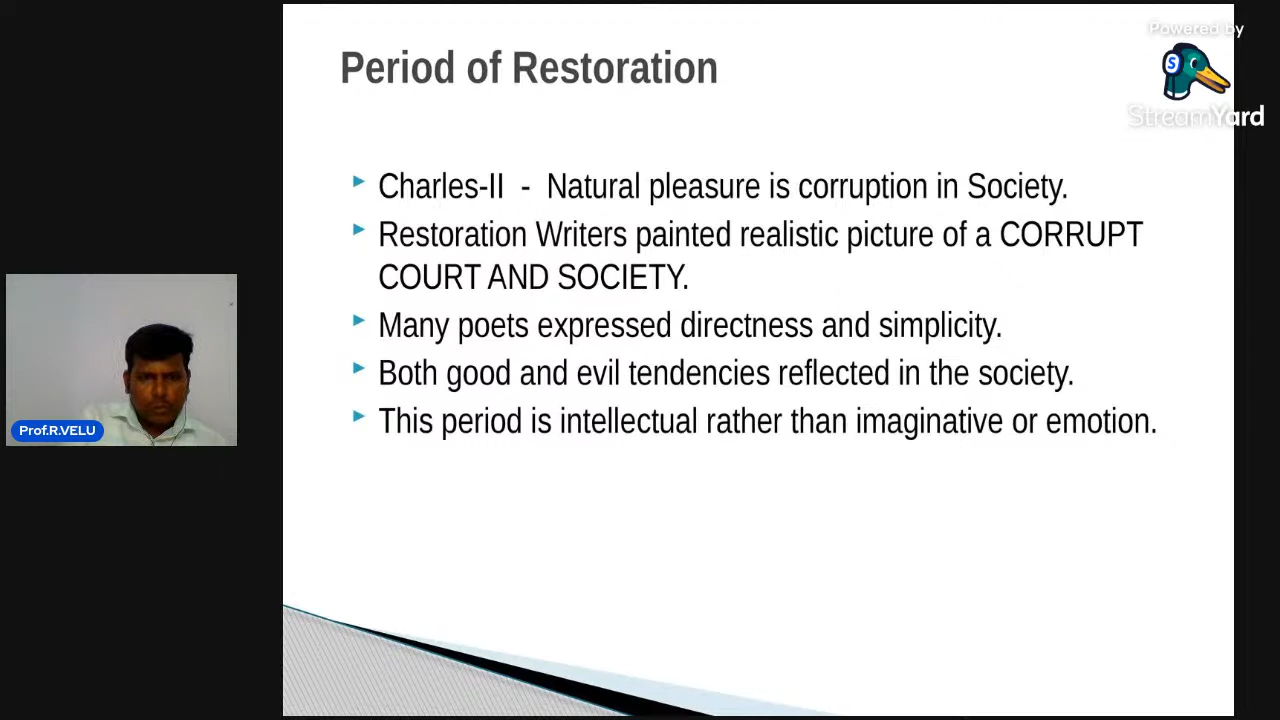 Powered by
StreamYard
Period of Restoration
Charles-II - Natural pleasure is corruption in Society.
Restoration Writers painted realistic picture of a CORRUPT
COURT AND SOCIETY.
Many poets expressed directness and simplicity.
Both good and evil tendencies reflected in the society.
This period is intellectual rather than imaginative or emotion.
Prof.R.VELU
S